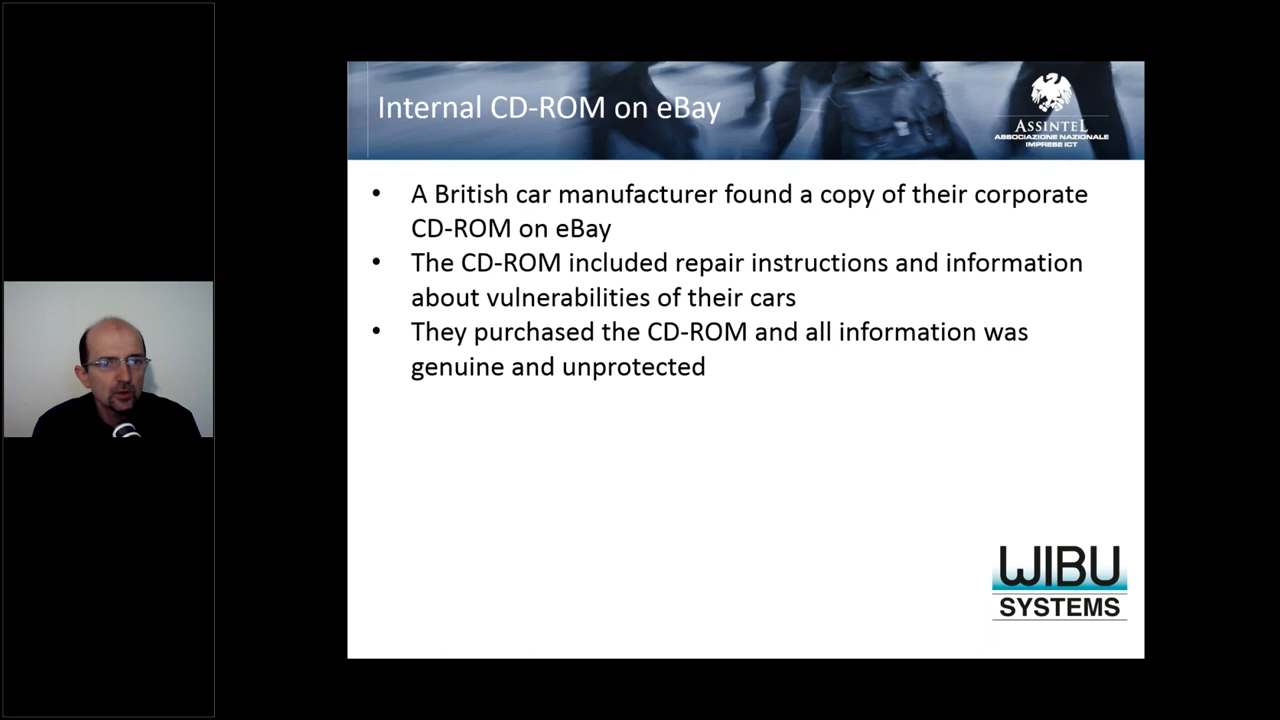 Internal CD-ROM on eBay
ASSINTEL
ASSOCIAZIONE NAZIONALE
IMPRESE ICT
• A British car manufacturer found a copy of their corporate
CD-ROM on eBay
• The CD-ROM included repair instructions and information
about vulnerabilities of their cars
• They purchased the CD-ROM and all information was
genuine and unprotected
WIBU
SYSTEMS